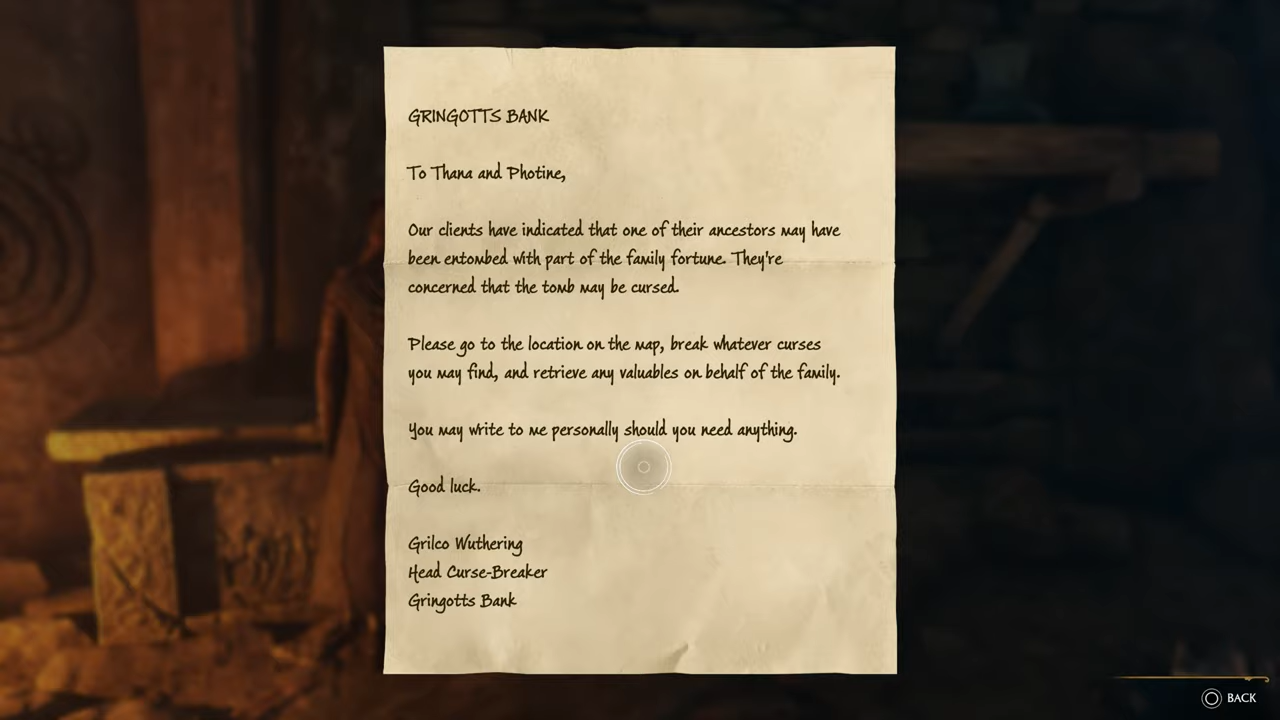 GRINGOTTS BANK
To Thana and Photine,
Our clients have indicated that one of their ancestors may have
been entombed with part of the family fortune. They're
concerned that the tomb may be cursed.
Please go to the location on the map, break whatever curses
you may find, and retrieve any valuables on behalf of the family.
You may write to me personally should you need anything.
Good luck.
Grilco Wuthering
Head Curse-Breaker
Gringotts Bank
BACK